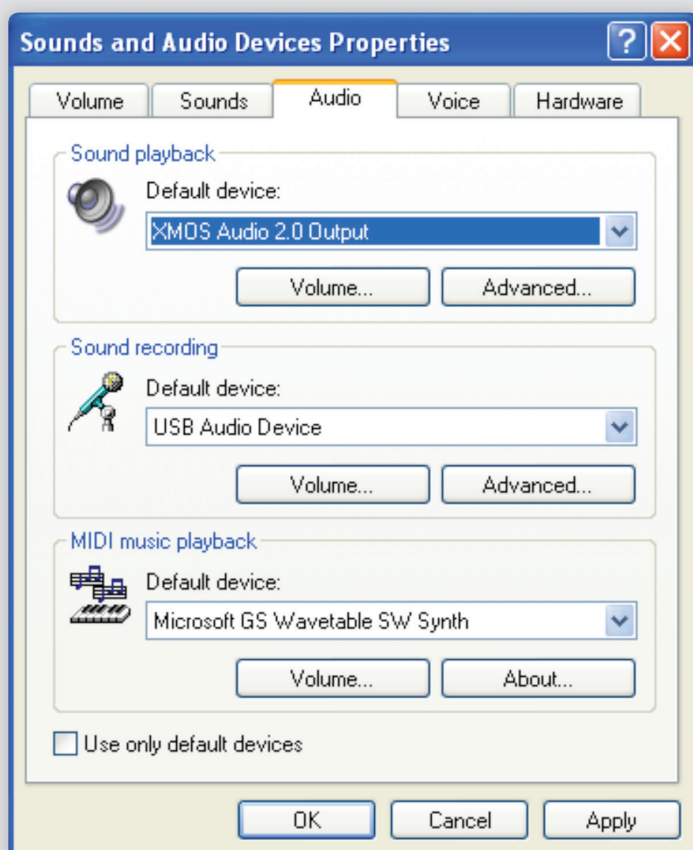 Sounds and Audio Devices Properties
Volume Sounds Audio Voice Hardware
Sound playback
Default device:
XMOS Audio 2.0 Output
Volume... Advanced...
Sound recording
Default device:
USB Audio Device
Volume... Advanced...
MIDI music playback
Default device:
Microsoft GS Wavetable SW Synth
Volume... About...
Use only default devices
OK Cancel Apply